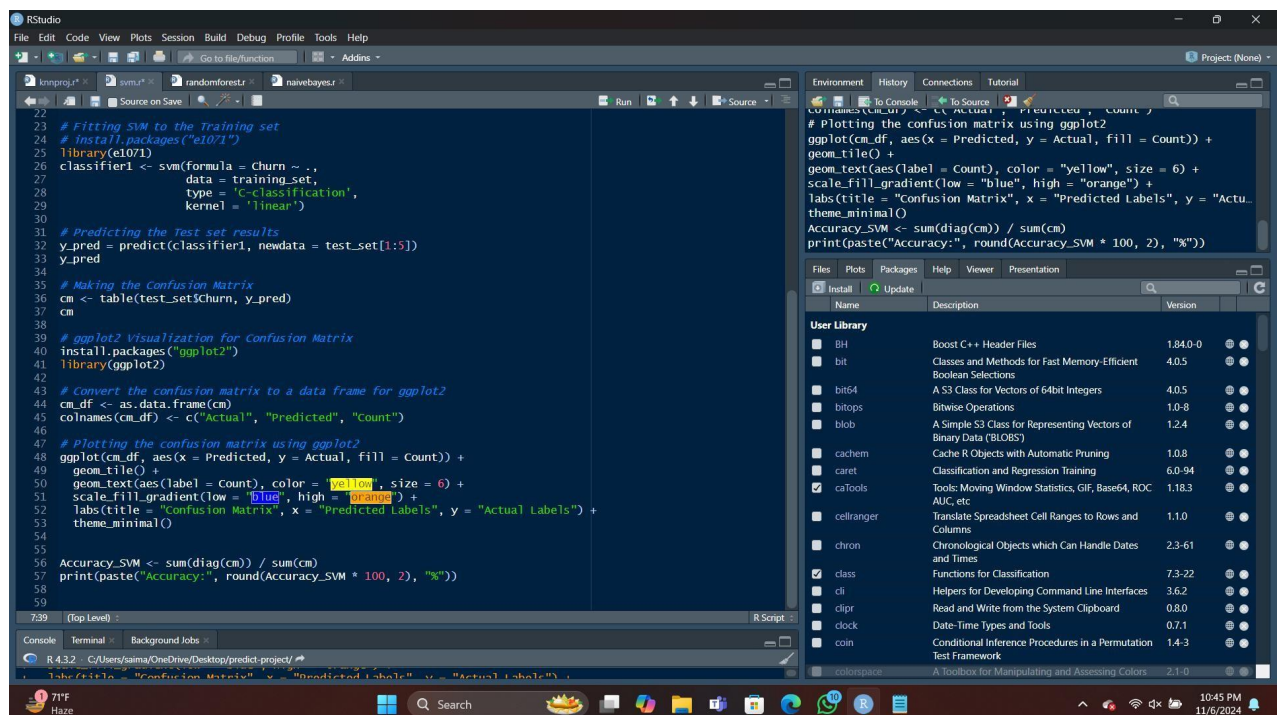 RStudio
File Edit Code View Plots Session Build Debug Profile Tools Help
Go to file/function Addins Project: (None)
knnproj.r* svm.r* randomforest.r naivebayes.r
Source on Save Run Source
22
23 # Fitting SVM to the Training set
24 # install.packages("e1071")
25 library(e1071)
26 classifier1 <- svm(formula = Churn ~ .,
27 data = training_set,
28 type = 'C-classification',
29 kernel = 'linear')
30
31 # Predicting the Test set results
32 y_pred = predict(classifier1, newdata = test_set[1:5])
33 y_pred
34
35 # Making the Confusion Matrix
36 cm <- table(test_set$Churn, y_pred)
37 cm
38
39 # ggplot2 Visualization for Confusion Matrix
40 install.packages("ggplot2")
41 library(ggplot2)
42
43 # Convert the confusion matrix to a data frame for ggplot2
44 cm_df <- as.data.frame(cm)
45 colnames(cm_df) <- c("Actual", "Predicted", "Count")
46
47 # Plotting the confusion matrix using ggplot2
48 ggplot(cm_df, aes(x = Predicted, y = Actual, fill = Count)) +
49 geom_tile() +
50 geom_text(aes(label = Count), color = "yellow", size = 6) +
51 scale_fill_gradient(low = "blue", high = "orange") +
52 labs(title = "Confusion Matrix", x = "Predicted Labels", y = "Actual Labels") +
53 theme_minimal()
54
55
56 Accuracy_SVM <- sum(diag(cm)) / sum(cm)
57 print(paste("Accuracy:", round(Accuracy_SVM * 100, 2), "%"))
58
59
7:39 (Top Level) R Script
Console Terminal Background Jobs
R 4.3.2 · C:/Users/saima/OneDrive/Desktop/predict-project/
labs(title = "Confusion Matrix", x = "Predicted Labels", y = "Actual Labels") +
Environment History Connections Tutorial
To Console To Source
colnames(cm_df) <- c("Actual", "Predicted", "Count")
# Plotting the confusion matrix using ggplot2
ggplot(cm_df, aes(x = Predicted, y = Actual, fill = Count)) +
geom_tile() +
geom_text(aes(label = Count), color = "yellow", size = 6) +
scale_fill_gradient(low = "blue", high = "orange") +
labs(title = "Confusion Matrix", x = "Predicted Labels", y = "Actu...
theme_minimal()
Accuracy_SVM <- sum(diag(cm)) / sum(cm)
print(paste("Accuracy:", round(Accuracy_SVM * 100, 2), "%"))
Files Plots Packages Help Viewer Presentation
Install Update
Name Description Version
User Library
BH Boost C++ Header Files 1.84.0-0
bit Classes and Methods for Fast Memory-Efficient 4.0.5
Boolean Selections
bit64 A S3 Class for Vectors of 64bit Integers 4.0.5
bitops Bitwise Operations 1.0-8
blob A Simple S3 Class for Representing Vectors of 1.2.4
Binary Data ('BLOBS')
cachem Cache R Objects with Automatic Pruning 1.0.8
caret Classification and Regression Training 6.0-94
caTools Tools: Moving Window Statistics, GIF, Base64, ROC 1.18.3
AUC, etc
cellranger Translate Spreadsheet Cell Ranges to Rows and 1.1.0
Columns
chron Chronological Objects which Can Handle Dates 2.3-61
and Times
class Functions for Classification 7.3-22
cli Helpers for Developing Command Line Interfaces 3.6.2
clipr Read and Write from the System Clipboard 0.8.0
clock Date-Time Types and Tools 0.7.1
coin Conditional Inference Procedures in a Permutation 1.4-3
Test Framework
colorspace A Toolbox for Manipulating and Assessing Colors 2.1-0
1
71°F
Haze
Search
10
10:45 PM
11/6/2024